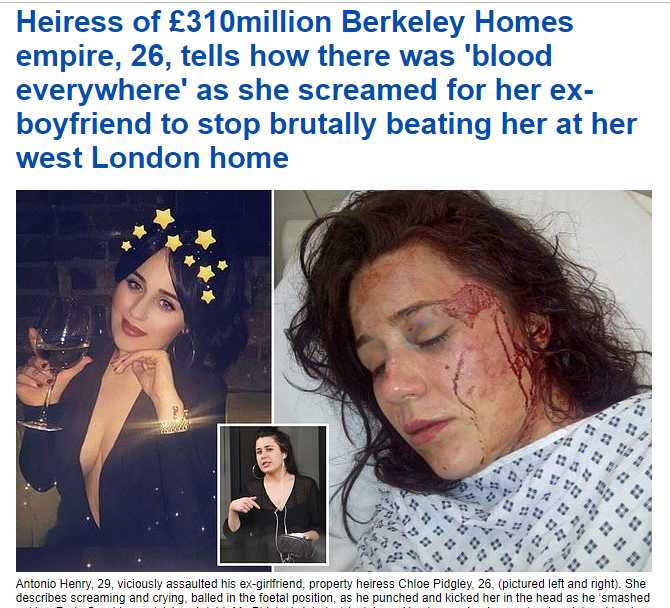 Heiress of £310million Berkeley Homes
empire, 26, tells how there was 'blood
everywhere' as she screamed for her ex-
boyfriend to stop brutally beating her at her
west London home
Antonio Henry, 29, viciously assaulted his ex-girlfriend, property heiress Chloe Pidgley, 26, (pictured left and right). She
describes screaming and crying, balled in the foetal position, as he punched and kicked her in the head as he 'smashed